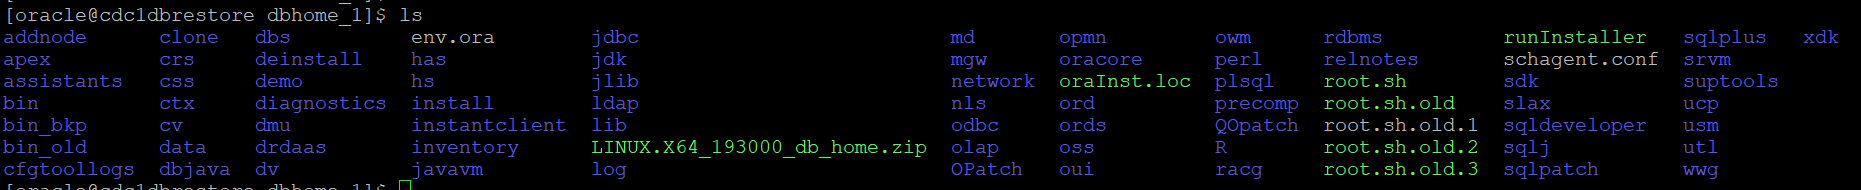 [oracle@cdc1dbrestore dbhome_1]$ ls
addnode clone dbs env.ora jdbc md opmn owm rdbms runInstaller sqlplus xdk
apex crs deinstall has jdk mgw oracore perl relnotes schagent.conf srvm
assistants css demo hs jlib network oraInst.loc plsql root.sh sdk suptools
bin ctx diagnostics install ldap nls ord precomp root.sh.old slax ucp
bin_bkp cv dmu instantclient lib odbc ords QOpatch root.sh.old.1 sqldeveloper usm
bin_old data drdaas inventory LINUX.X64_193000_db_home.zip olap oss R root.sh.old.2 sqlj utl
cfgtoollogs dbjava dv javavm log OPatch oui racg root.sh.old.3 sqlpatch wwg
[oracle@cdc1dbrestore dbhome_1]$